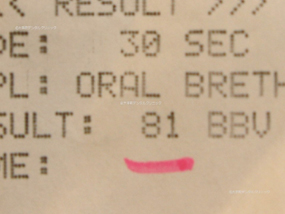 < RESULT ///
DE: 30 SEC
PL: ORAL BRETH
SULT: 81 BBV
ME: